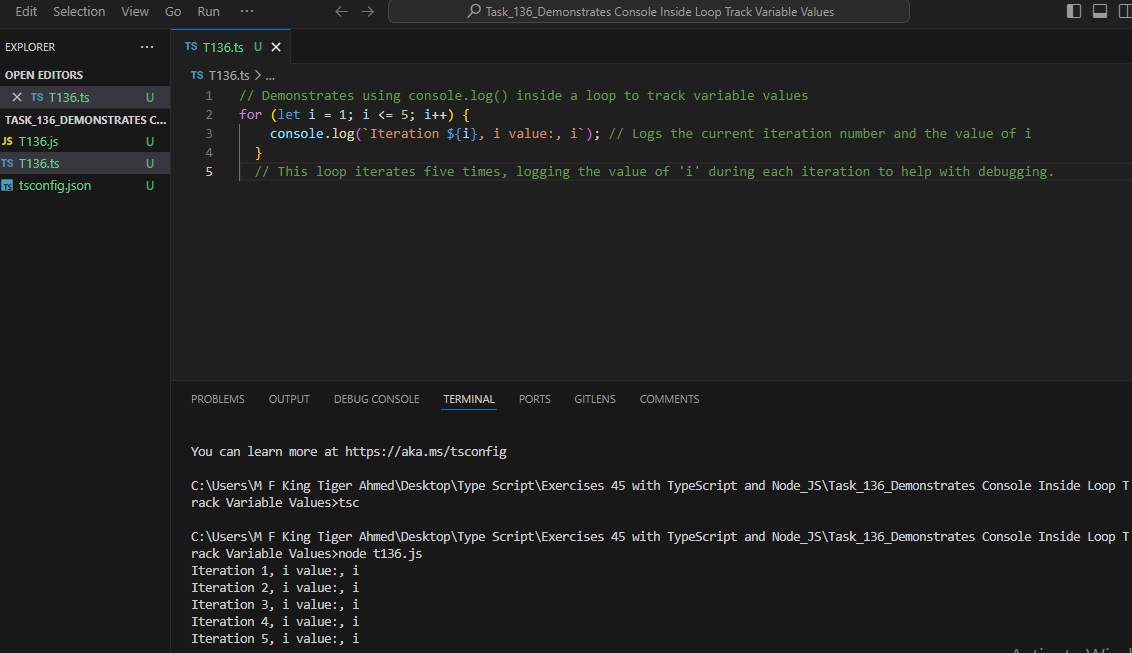 Edit Selection View Go Run ··· ← → Task_136_Demonstrates Console Inside Loop Track Variable Values
EXPLORER ···
TS T136.ts U ×
OPEN EDITORS
× TS T136.ts U
TASK_136_DEMONSTRATES C...
JS T136.js U
TS T136.ts U
TS tsconfig.json U
TS T136.ts > ...
1 // Demonstrates using console.log() inside a loop to track variable values
2 for (let i = 1; i <= 5; i++) {
3 console.log(`Iteration ${i}, i value:, i`); // Logs the current iteration number and the value of i
4 }
5 // This loop iterates five times, logging the value of 'i' during each iteration to help with debugging.
PROBLEMS OUTPUT DEBUG CONSOLE TERMINAL PORTS GITLENS COMMENTS
You can learn more at https://aka.ms/tsconfig
C:\Users\M F King Tiger Ahmed\Desktop\Type Script\Exercises 45 with TypeScript and Node_JS\Task_136_Demonstrates Console Inside Loop T
rack Variable Values>tsc
C:\Users\M F King Tiger Ahmed\Desktop\Type Script\Exercises 45 with TypeScript and Node_JS\Task_136_Demonstrates Console Inside Loop T
rack Variable Values>node t136.js
Iteration 1, i value:, i
Iteration 2, i value:, i
Iteration 3, i value:, i
Iteration 4, i value:, i
Iteration 5, i value:, i